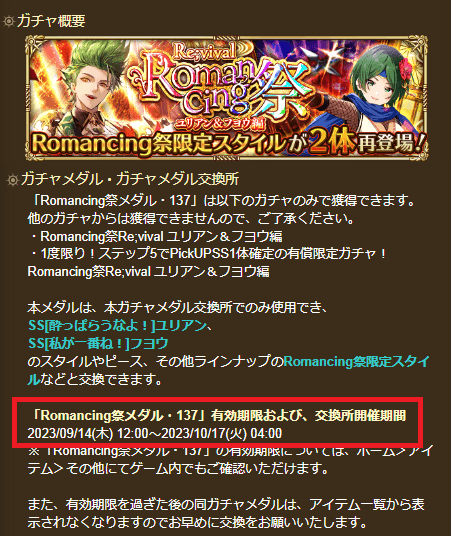 ガチャ概要
Re;vival
Romancing祭
ユリアン&フヨウ編
Romancing祭限定スタイルが2体再登場!
ガチャメダル・ガチャメダル交換所
「Romancing祭メダル・137」は以下のガチャのみで獲得できます。
他のガチャからは獲得できませんので、ご了承ください。
・Romancing祭Re;vival ユリアン＆フヨウ編
・1度限り！ステップ5でPickUPSS1体確定の有償限定ガチャ！
Romancing祭Re;vival ユリアン＆フヨウ編
本メダルは、本ガチャメダル交換所でのみ使用でき、
SS[酔っぱらうなよ！]ユリアン、
SS[私が一番ね！]フヨウ
のスタイルやピース、その他ラインナップのRomancing祭限定スタイ
ルなどと交換できます。
「Romancing祭メダル・137」有効期限および、交換所開催期間
2023/09/14(木) 12:00～2023/10/17(火) 04:00
※「Romancing祭メダル・137」の有効期限については、ホーム＞アイ
テム＞その他にてゲーム内でもご確認いただけます。
また、有効期限を過ぎた後の同ガチャメダルは、アイテム一覧から表
示されなくなりますのでお早めに交換をお願いいたします。